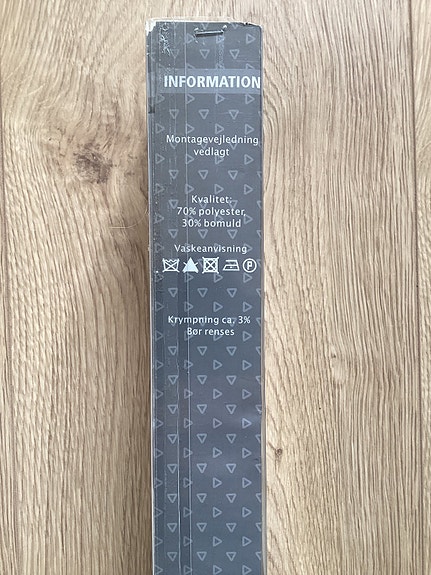 INFORMATION
Montagevejledning
vedlagt
Kvalitet:
70% polyester,
30% bomuld
Vaskeanvisning
P
Krympning ca. 3%
Bør renses